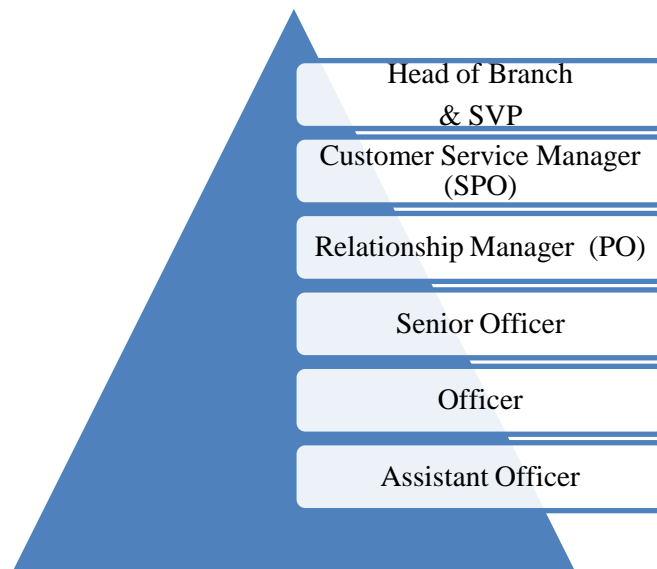 Head of Branch
& SVP
Customer Service Manager
(SPO)
Relationship Manager (PO)
Senior Officer
Officer
Assistant Officer